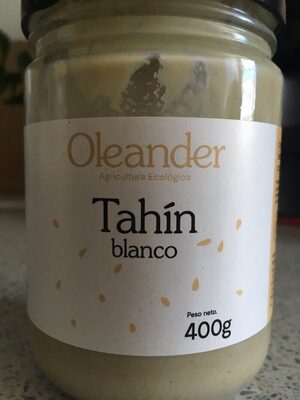 Oleander
Agricultura Ecológica
Tahín
blanco
Peso neto.
400g